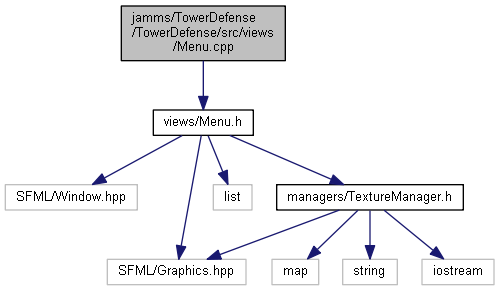 jamms/TowerDefense
/TowerDefense/src/views
/Menu.cpp
views/Menu.h
SFML/Window.hpp
list
managers/TextureManager.h
SFML/Graphics.hpp
map
string
iostream